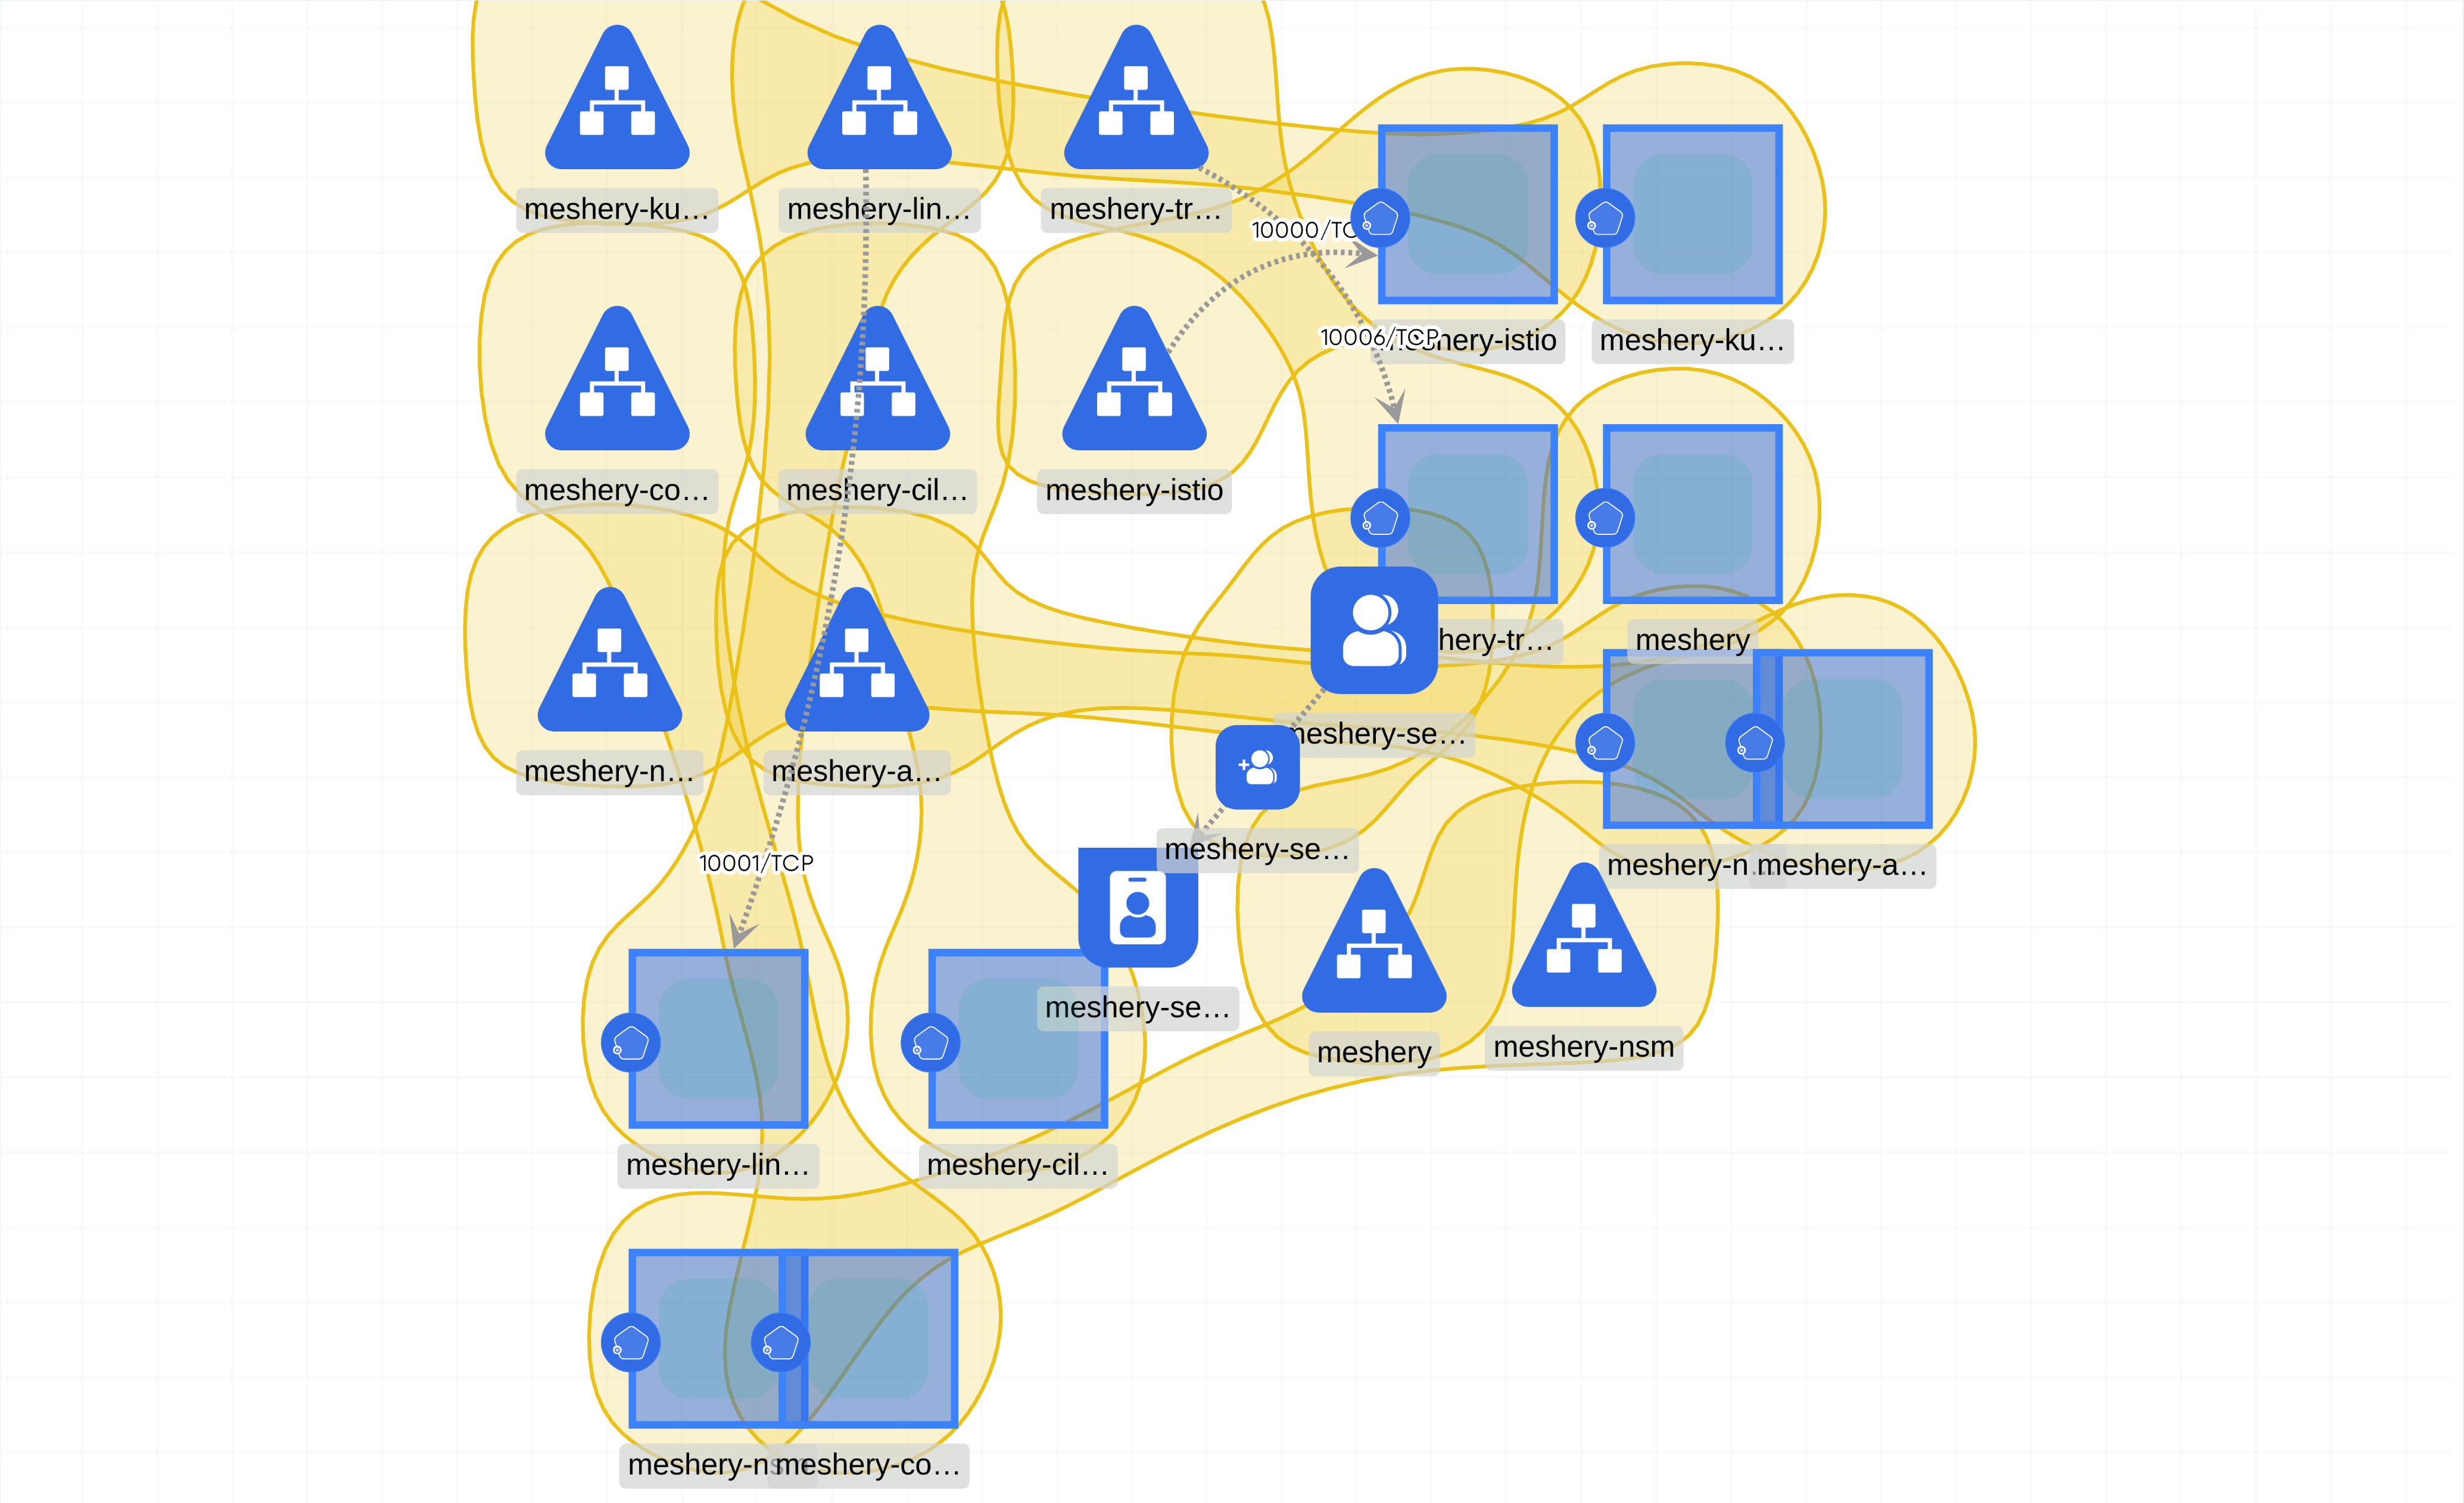 meshery-ku…
meshery-lin…
meshery-tr…
10000/TC
10006/TCP
meshery-istio
meshery-ku…
meshery-co…
meshery-cil…
meshery-istio
hery-tr…
meshery
meshery-se…
meshery-n…
meshery-a…
meshery-se…
10001/TCP
meshery-n…
meshery-a…
meshery-se…
meshery
meshery-nsm
meshery-lin…
meshery-cil…
meshery-ns
meshery-co…